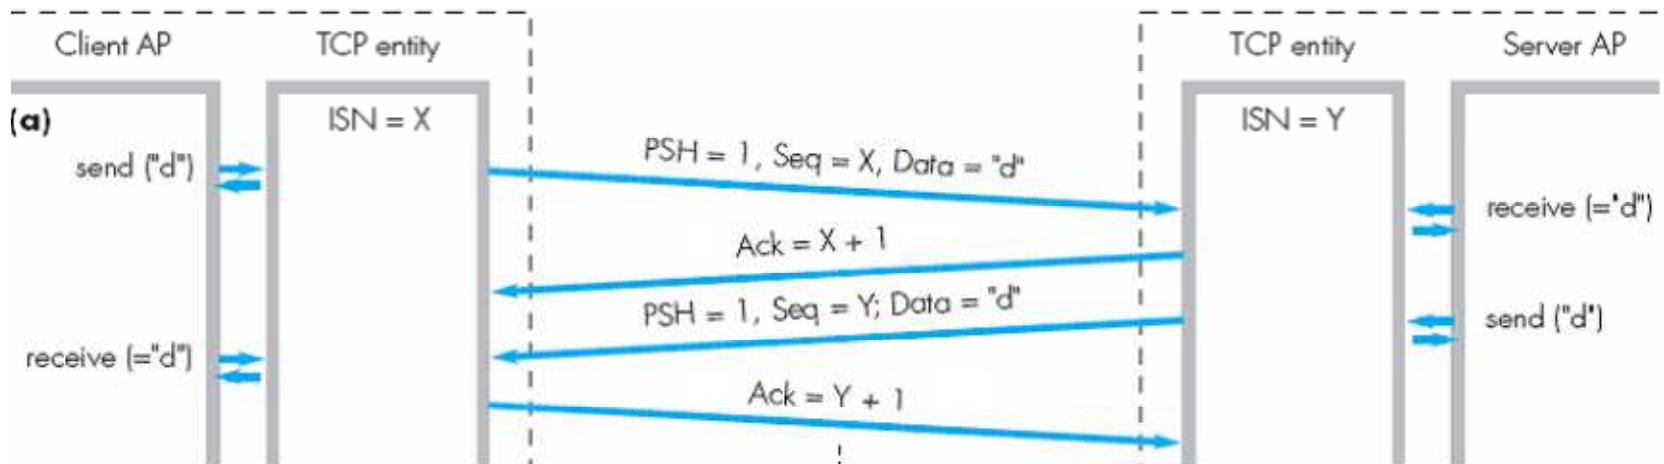 Client AP TCP entity TCP entity Server AP
(a) ISN = X ISN = Y
send ("d") PSH = 1, Seq = X, Data = "d"
receive (="d")
Ack = X + 1
PSH = 1, Seq = Y; Data = "d"
send ("d")
receive (="d")
Ack = Y + 1